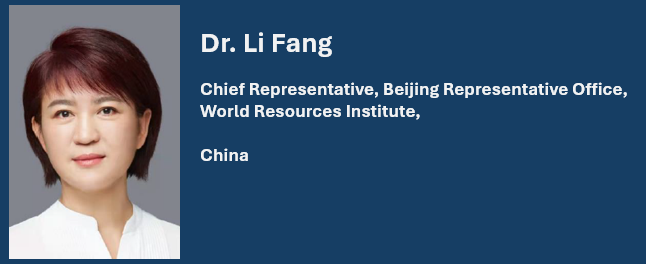 Dr. Li Fang
Chief Representative, Beijing Representative Office,
World Resources Institute,
China